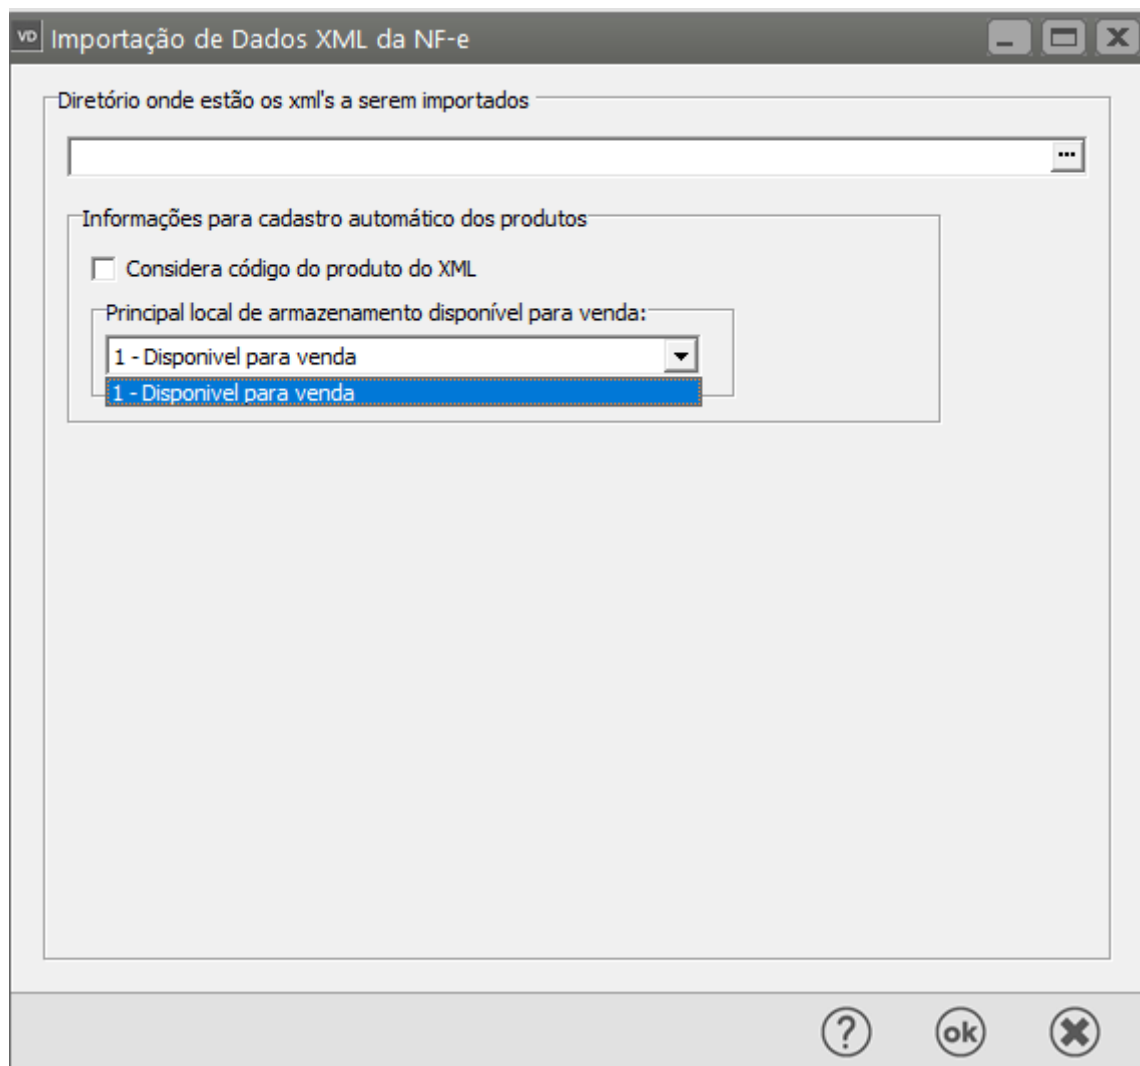 VD Importação de Dados XML da NF-e
Diretório onde estão os xml's a serem importados
...
Informações para cadastro automático dos produtos
Considera código do produto do XML
Principal local de armazenamento disponível para venda:
1 - Disponivel para venda
1 - Disponivel para venda
? ok